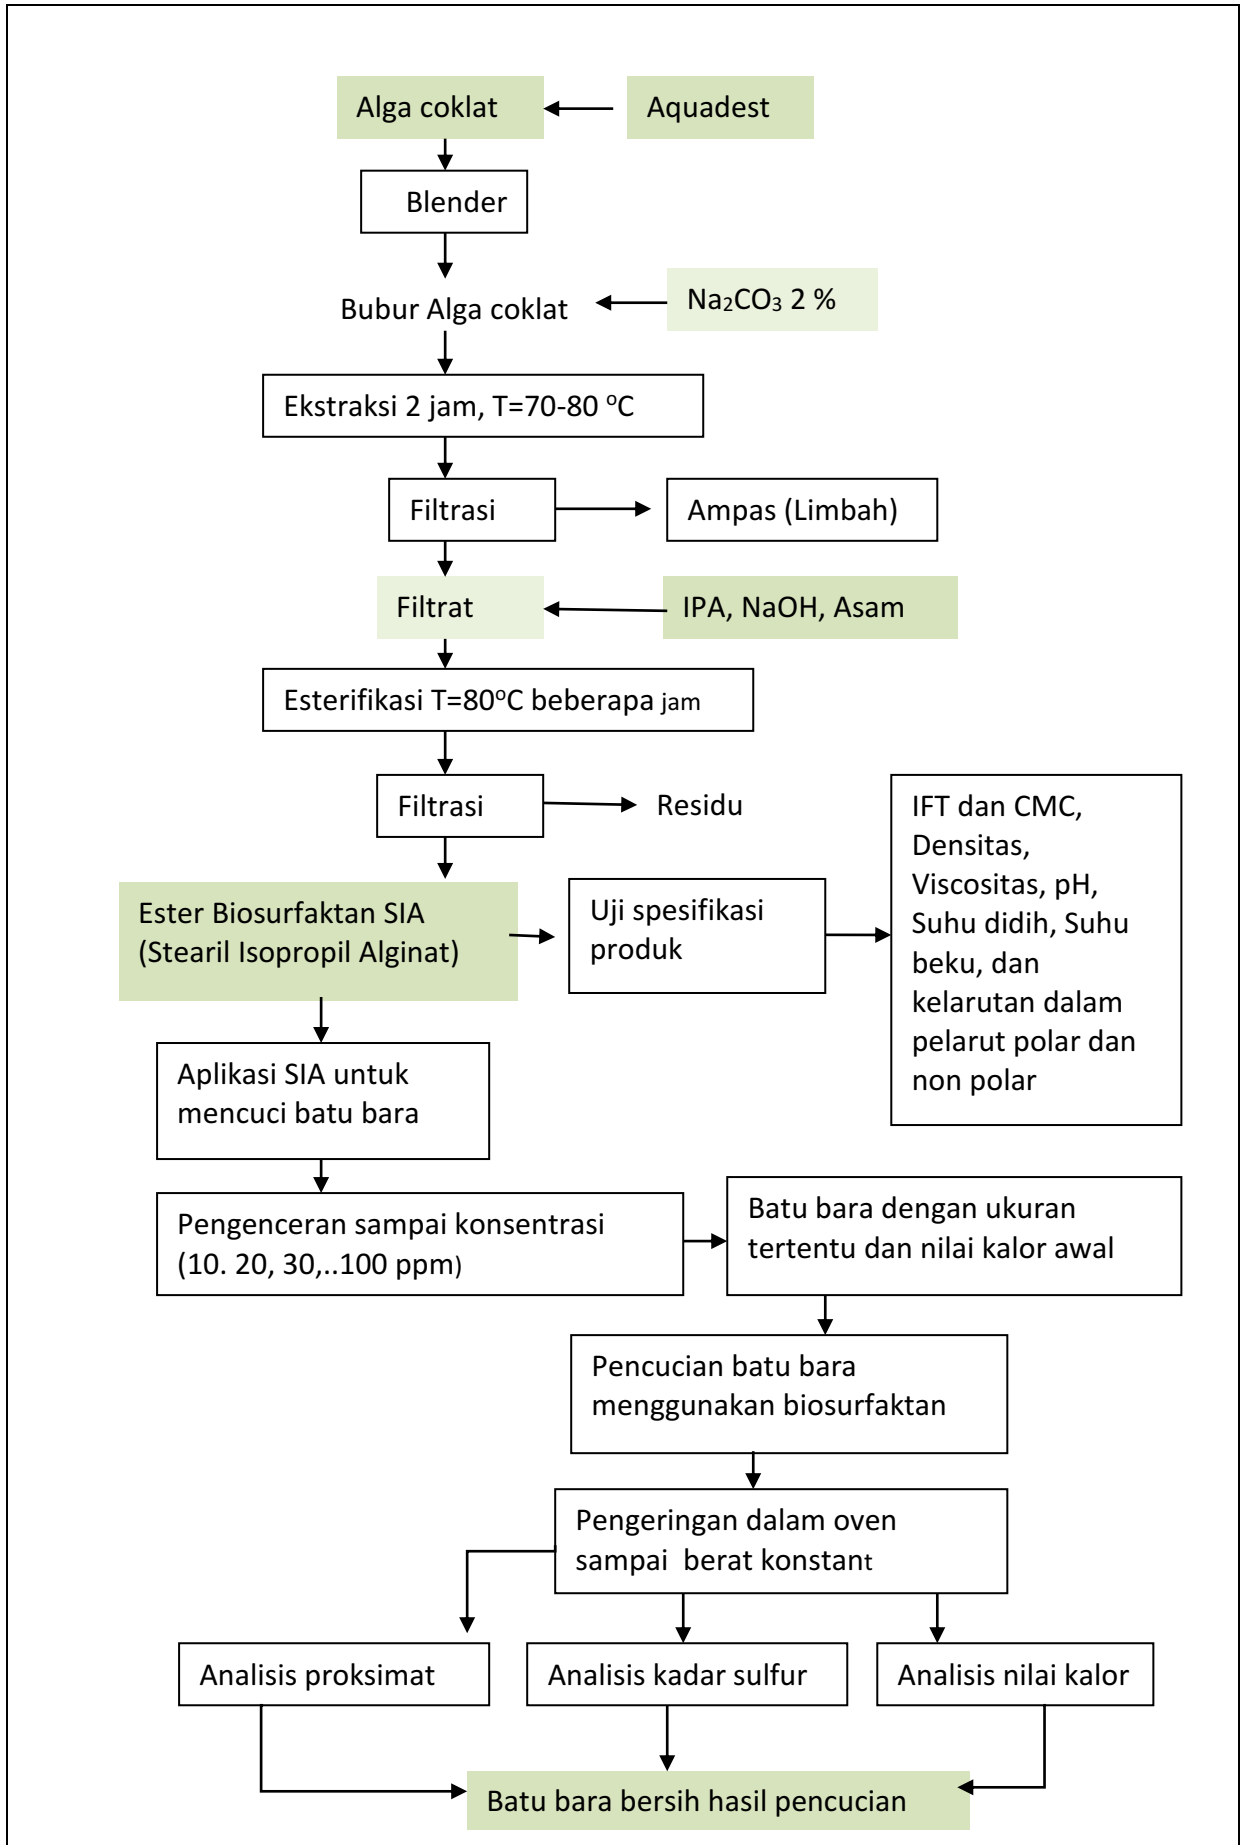 Alga coklat
Aquadest
Blender
Bubur Alga coklat
Na₂CO₃ 2 %
Ekstraksi 2 jam, T=70-80 ᵒC
Filtrasi
Ampas (Limbah)
Filtrat
IPA, NaOH, Asam
Esterifikasi T=80ᵒC beberapa jam
Filtrasi
Residu
IFT dan CMC,
Densitas,
Viscositas, pH,
Suhu didih, Suhu
beku, dan
kelarutan dalam
pelarut polar dan
non polar
Ester Biosurfaktan SIA
(Stearil Isopropil Alginat)
Uji spesifikasi
produk
Aplikasi SIA untuk
mencuci batu bara
Pengenceran sampai konsentrasi
(10. 20, 30,..100 ppm)
Batu bara dengan ukuran
tertentu dan nilai kalor awal
Pencucian batu bara
menggunakan biosurfaktan
Pengeringan dalam oven
sampai  berat konstant
Analisis proksimat
Analisis kadar sulfur
Analisis nilai kalor
Batu bara bersih hasil pencucian